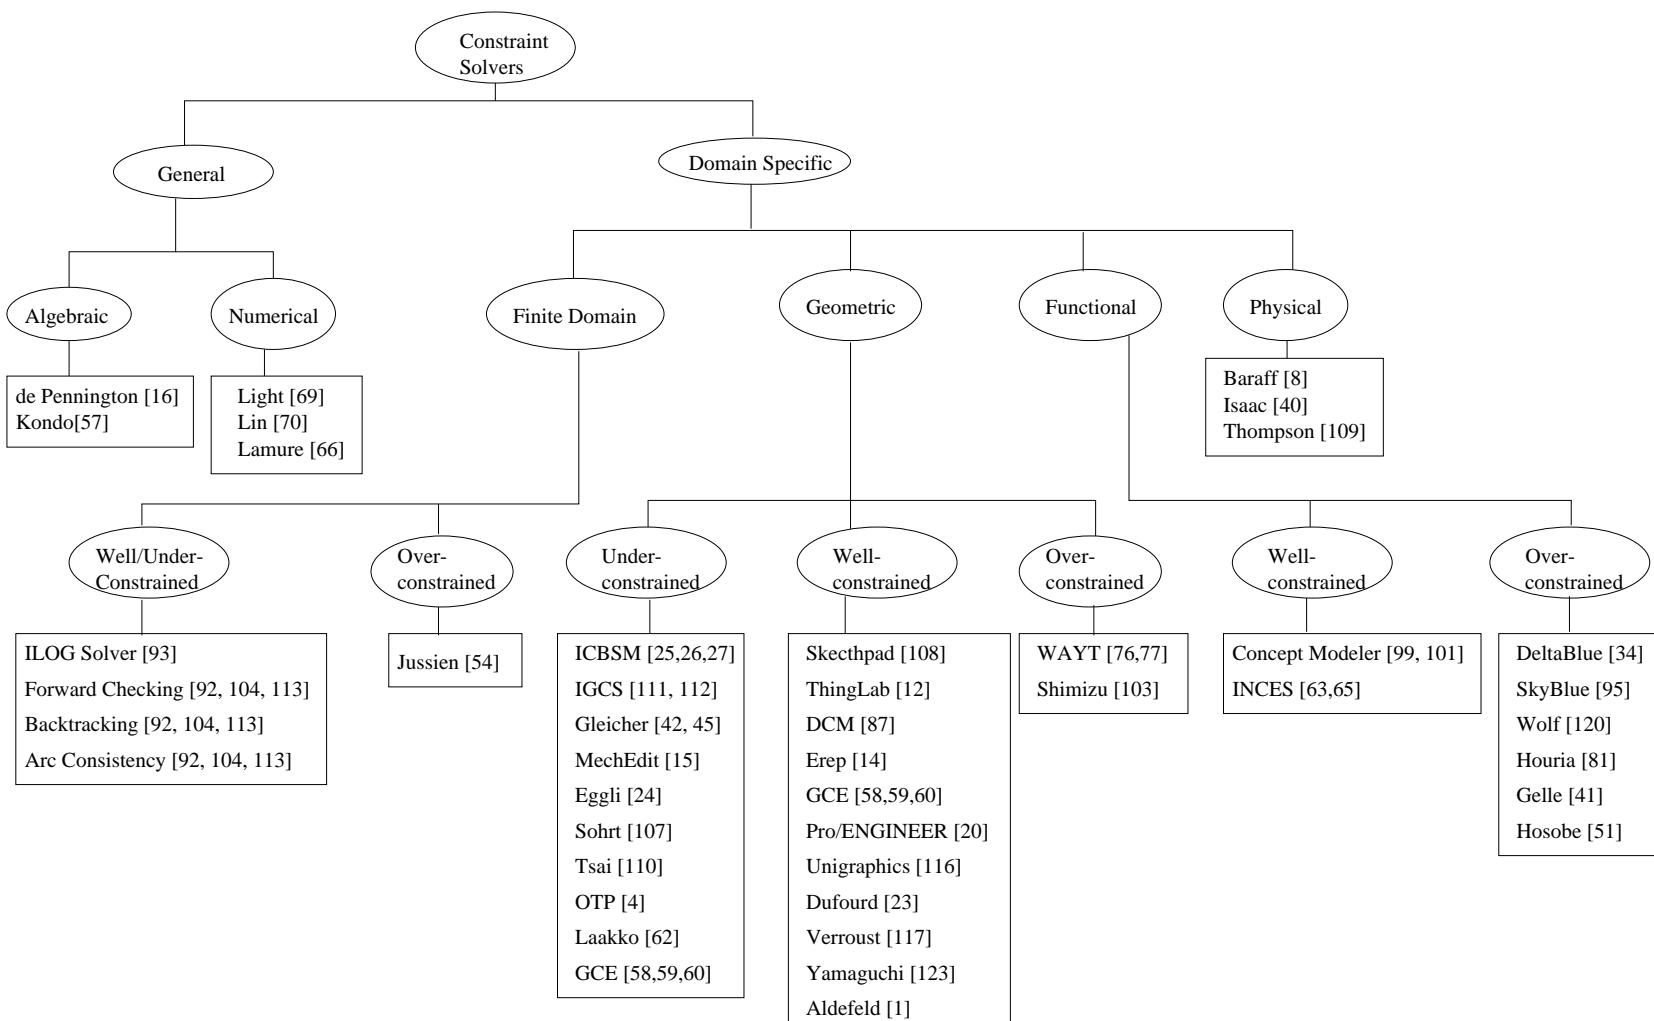 Constraint
Solvers
General
Domain Specific
Algebraic
Numerical
Finite Domain
Geometric
Functional
Physical
de Pennington [16]
Kondo[57]
Light [69]
Lin [70]
Lamure [66]
Baraff [8]
Isaac [40]
Thompson [109]
Well/Under-
Constrained
Over-
constrained
Under-
constrained
Well-
constrained
Over-
constrained
Well-
constrained
Over-
constrained
ILOG Solver [93]
Forward Checking [92, 104, 113]
Backtracking [92, 104, 113]
Arc Consistency [92, 104, 113]
Jussien [54]
ICBSM [25,26,27]
IGCS [111, 112]
Gleicher [42, 45]
MechEdit [15]
Eggli [24]
Sohrt [107]
Tsai [110]
OTP [4]
Laakko [62]
GCE [58,59,60]
Skecthpad [108]
ThingLab [12]
DCM [87]
Erep [14]
GCE [58,59,60]
Pro/ENGINEER [20]
Unigraphics [116]
Dufourd [23]
Verroust [117]
Yamaguchi [123]
Aldefeld [1]
WAYT [76,77]
Shimizu [103]
Concept Modeler [99, 101]
INCES [63,65]
DeltaBlue [34]
SkyBlue [95]
Wolf [120]
Houria [81]
Gelle [41]
Hosobe [51]